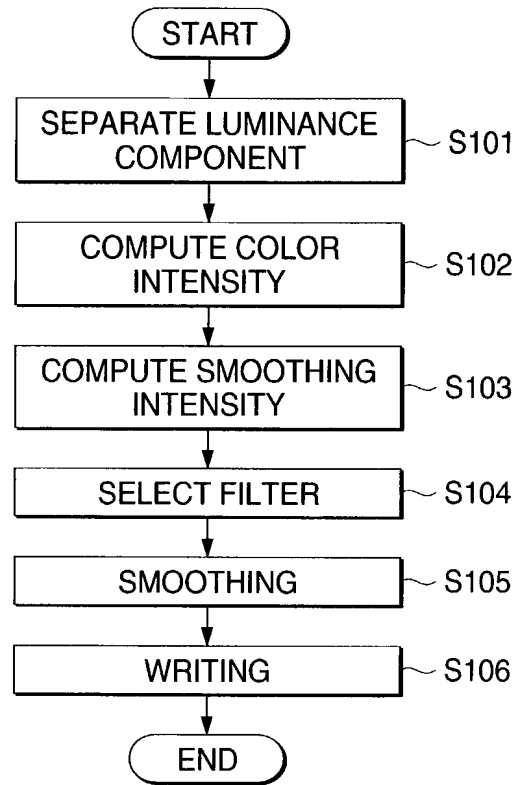 START
SEPARATE LUMINANCE
COMPONENT
S101
COMPUTE COLOR
INTENSITY
S102
COMPUTE SMOOTHING
INTENSITY
S103
SELECT FILTER
S104
SMOOTHING
S105
WRITING
S106
END